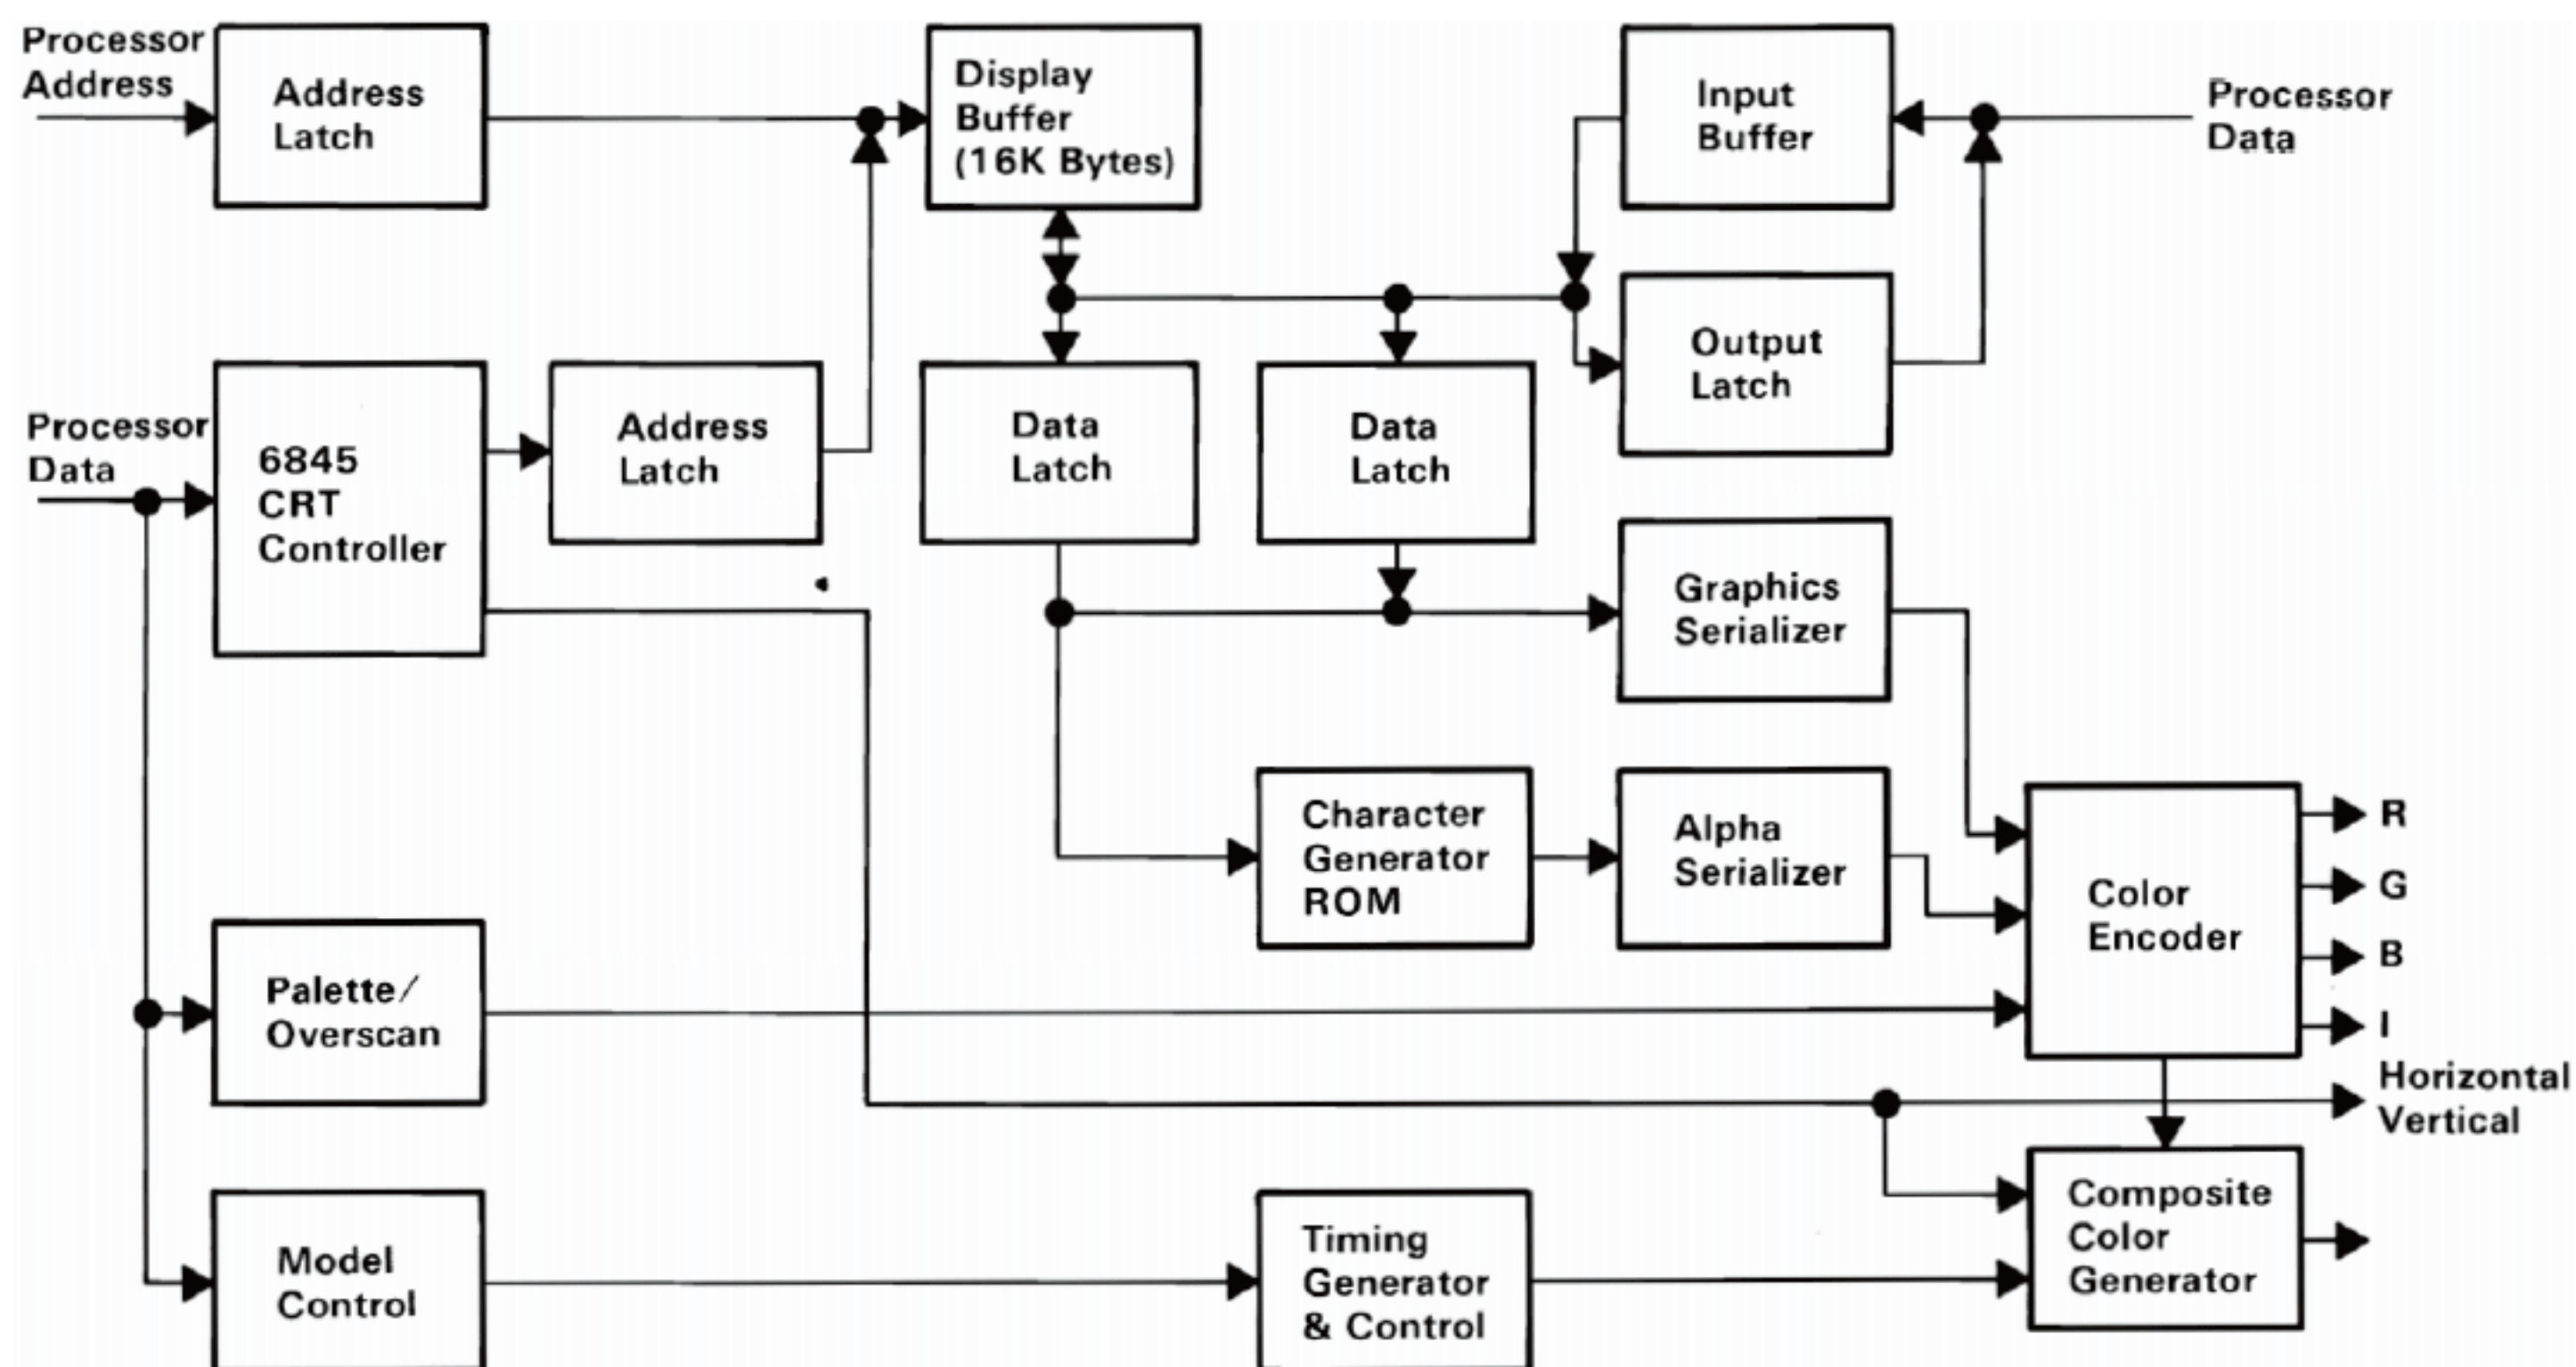 Processor
Address
Address
Latch
Display
Buffer
(16K Bytes)
Input
Buffer
Processor
Data
Processor
Data
6845
CRT
Controller
Address
Latch
Data
Latch
Data
Latch
Output
Latch
Graphics
Serializer
Character
Generator
ROM
Alpha
Serializer
Color
Encoder
R
G
B
I
Palette/
Overscan
Horizontal
Vertical
Model
Control
Timing
Generator
& Control
Composite
Color
Generator